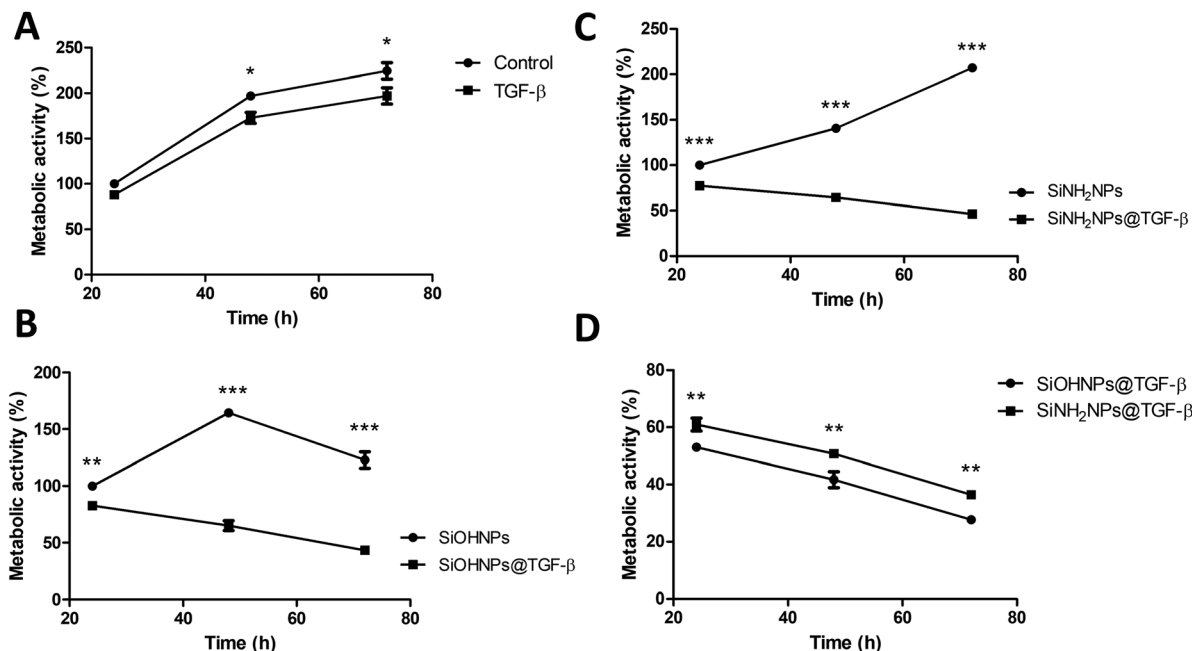 A
Metabolic activity (%)
250
200
150
100
50
0
20 40 60 80
Time (h)
* *
Control
TGF-β
B
Metabolic activity (%)
200
150
100
50
0
20 40 60 80
Time (h)
** *** ***
SiOHNPs
SiOHNPs@TGF-β
C
Metabolic activity (%)
250
200
150
100
50
0
20 40 60 80
Time (h)
*** *** ***
SiNH₂NPs
SiNH₂NPs@TGF-β
D
Metabolic activity (%)
80
60
40
20
0
20 40 60 80
Time (h)
** ** **
SiOHNPs@TGF-β
SiNH₂NPs@TGF-β